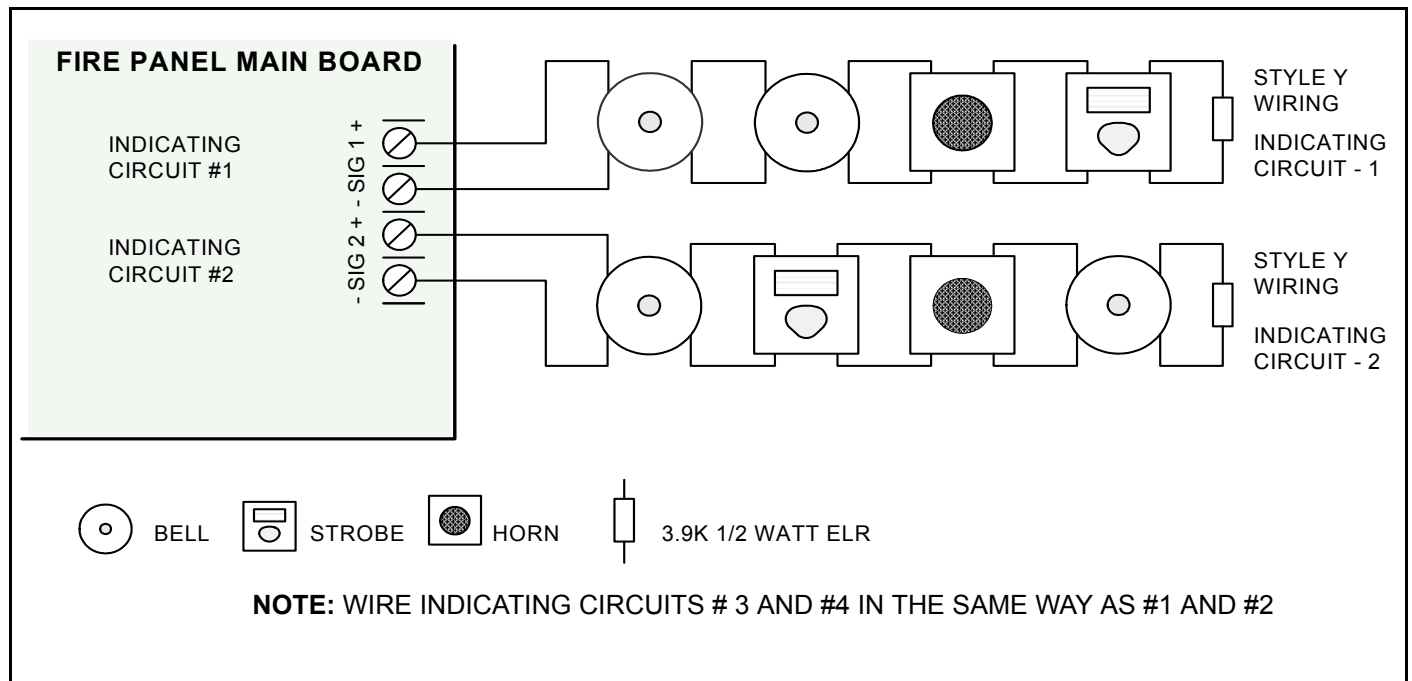 FIRE PANEL MAIN BOARD
INDICATING
CIRCUIT #1
- SIG 1 +
INDICATING
CIRCUIT #2
- SIG 2 +
STYLE Y
WIRING
INDICATING
CIRCUIT - 1
STYLE Y
WIRING
INDICATING
CIRCUIT - 2
BELL
STROBE
HORN
3.9K 1/2 WATT ELR
NOTE: WIRE INDICATING CIRCUITS # 3 AND #4 IN THE SAME WAY AS #1 AND #2